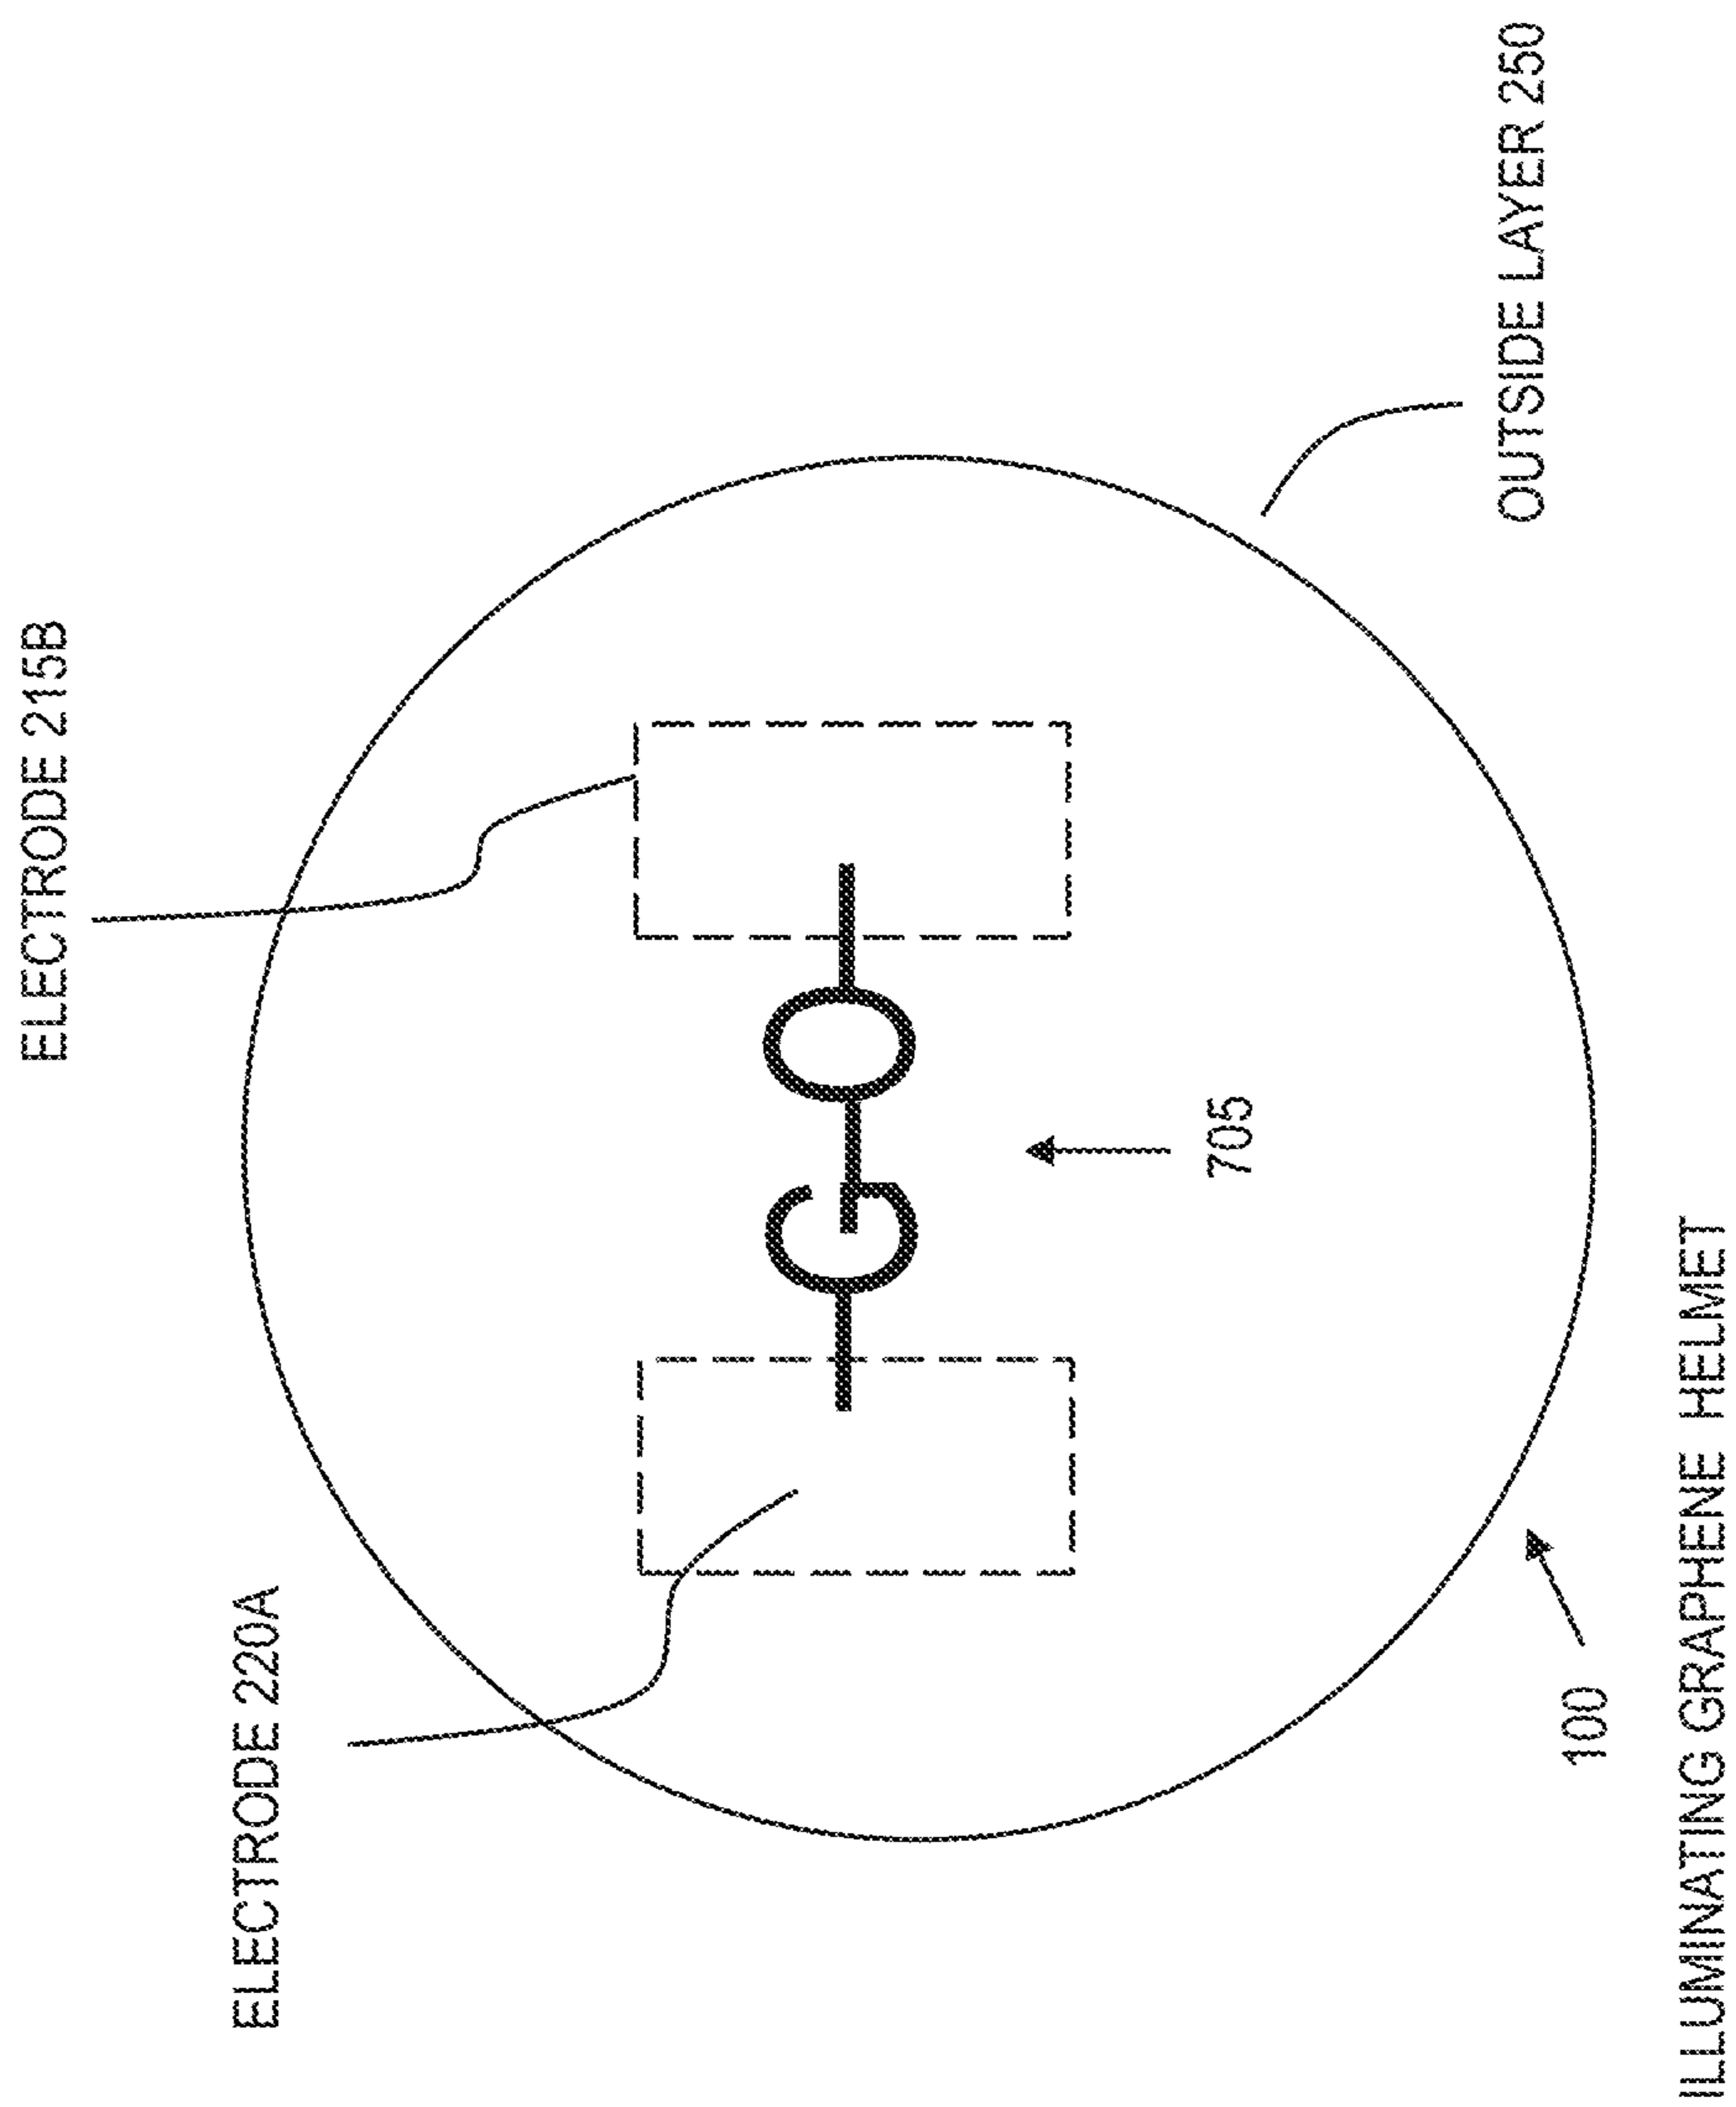 ELECTRODE 215B
ELECTRODE 220A
GO
705
OUTSIDE LAYER 250
100
ILLUMINATING GRAPHENE HELMET